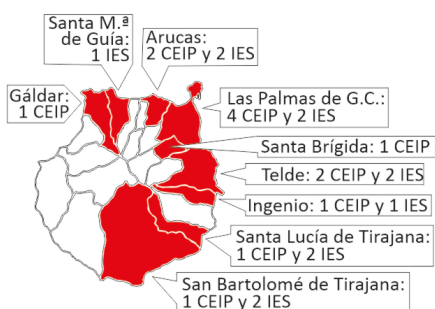 Santa M.ª
de Guía:
1 IES
Arucas:
2 CEIP y 2 IES
Gáldar:
1 CEIP
Las Palmas de G.C.:
4 CEIP y 2 IES
Santa Brígida: 1 CEIP
Telde: 2 CEIP y 2 IES
Ingenio: 1 CEIP y 1 IES
Santa Lucía de Tirajana:
1 CEIP y 2 IES
San Bartolomé de Tirajana:
1 CEIP y 2 IES